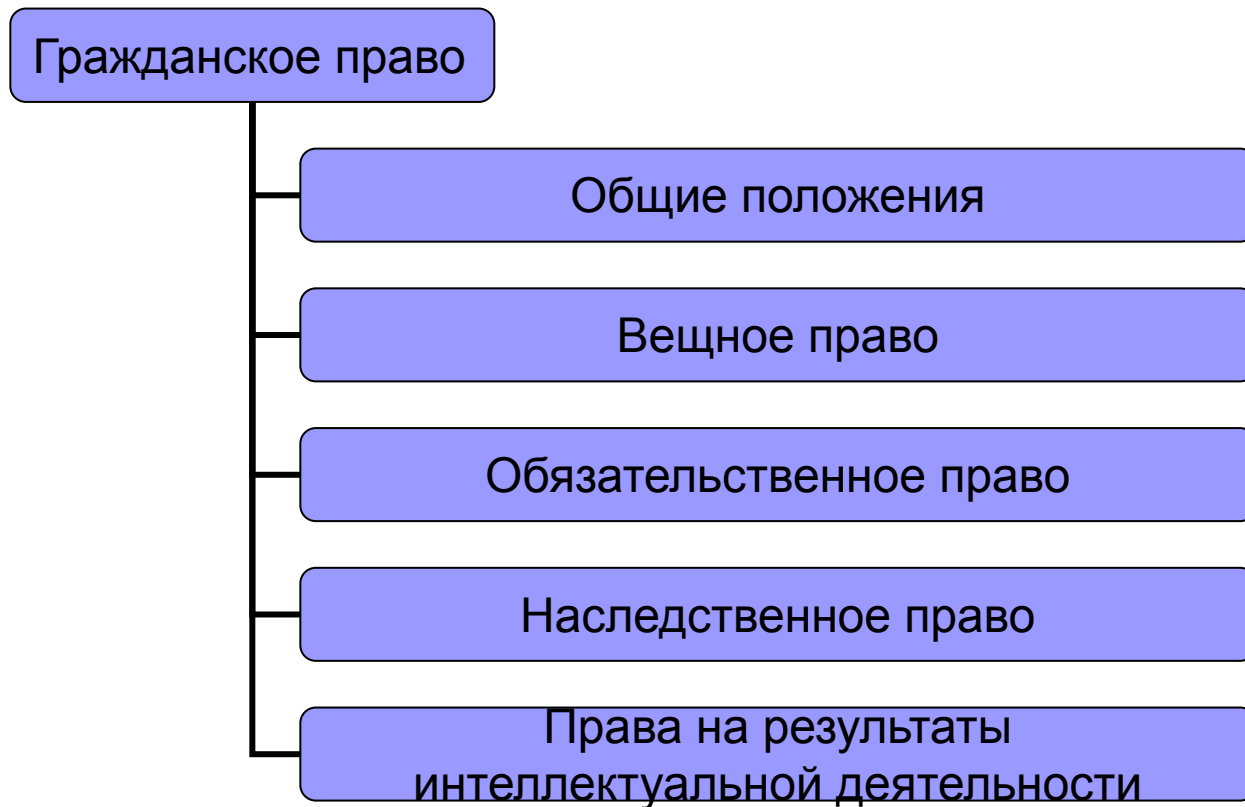 Гражданское право
Общие положения
Вещное право
Обязательственное право
Наследственное право
Права на результаты
интеллектуальной деятельности